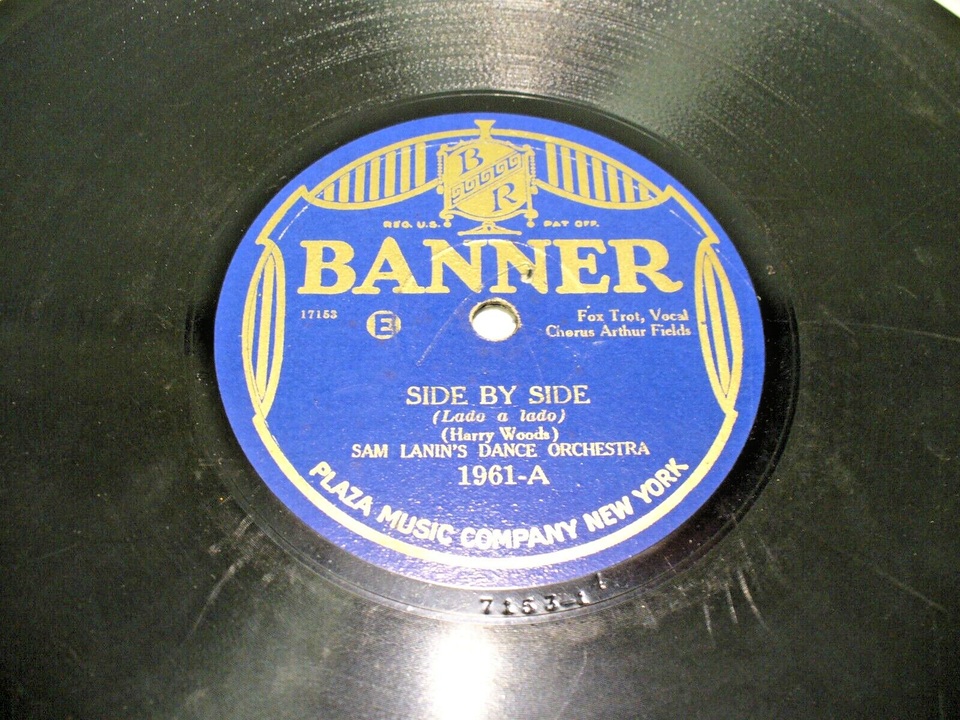 B
R
REG. U.S. PAT OFF.
BANNER
17153
E
Fox Trot, Vocal
Chorus Arthur Fields
SIDE BY SIDE
(Lado a lado)
(Harry Woods)
SAM LANIN'S DANCE ORCHESTRA
1961-A
PLAZA MUSIC COMPANY NEW YORK
7153-1